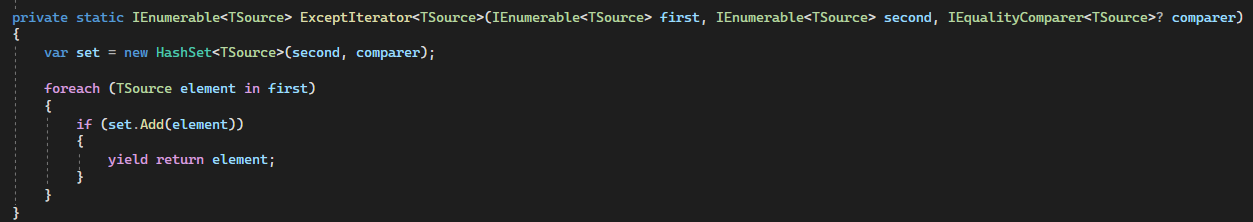 private static IEnumerable<TSource> ExceptIterator<TSource>(IEnumerable<TSource> first, IEnumerable<TSource> second, IEqualityComparer<TSource>? comparer)
{
    var set = new HashSet<TSource>(second, comparer);

    foreach (TSource element in first)
    {
        if (set.Add(element))
        {
            yield return element;
        }
    }
}